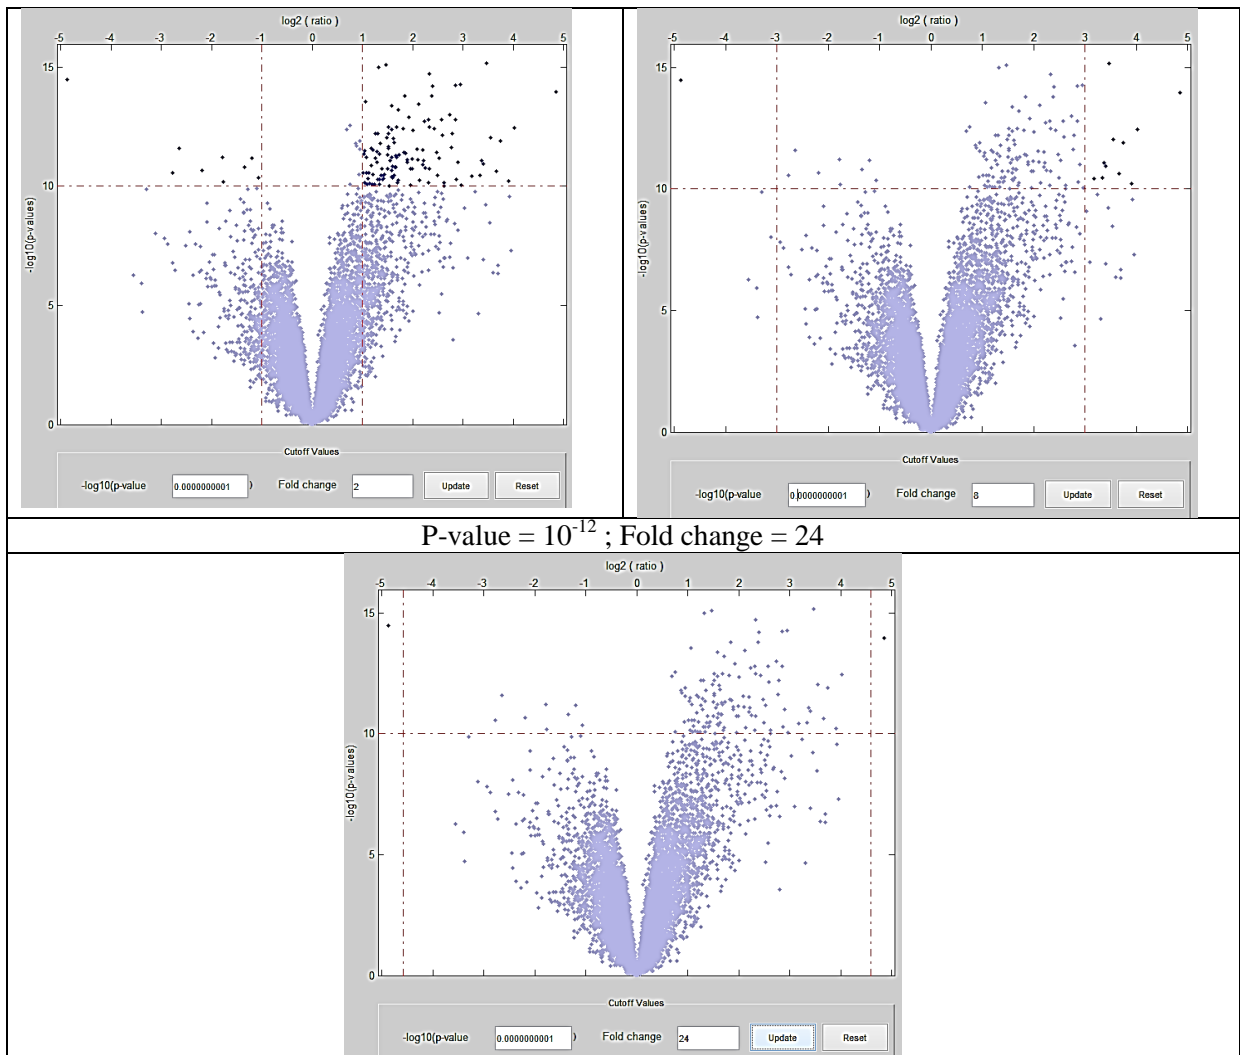 log2 ( ratio )
-5 -4 -3 -2 -1 0 1 2 3 4 5
15
10
5
0
-log10(p-values)
Cutoff Values
-log10(p-value 0.0000000001 ) Fold change 2 Update Reset
log2 ( ratio )
-5 -4 -3 -2 -1 0 1 2 3 4 5
15
10
5
0
-log10(p-values)
Cutoff Values
-log10(p-value 0.0000000001 ) Fold change 8 Update Reset
P-value = 10-12 ; Fold change = 24
log2 ( ratio )
-5 -4 -3 -2 -1 0 1 2 3 4 5
15
10
5
0
-log10(p-values)
Cutoff Values
-log10(p-value 0.0000000001 ) Fold change 24 Update Reset